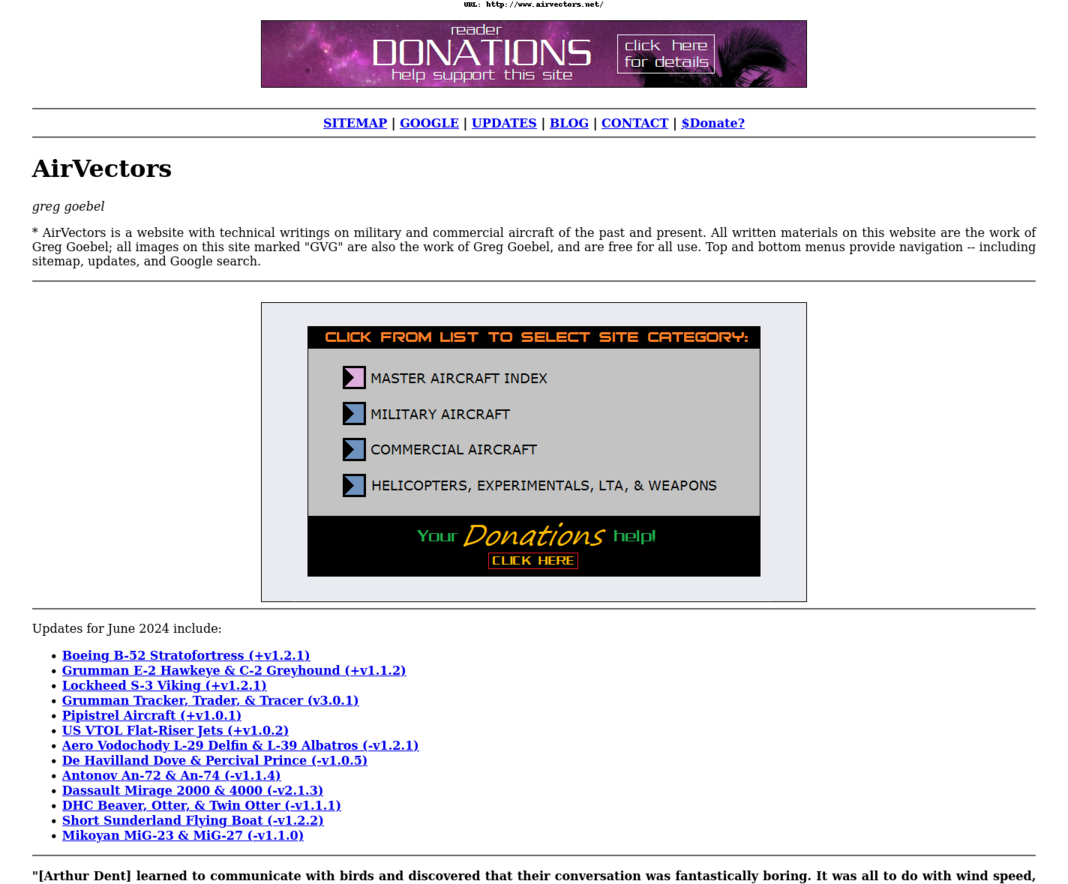 URL: http://www.airvectors.net/
reader
DONATIONS
help support this site
click here
for details
SITEMAP | GOOGLE | UPDATES | BLOG | CONTACT | $Donate?
AirVectors
greg goebel
* AirVectors is a website with technical writings on military and commercial aircraft of the past and present. All written materials on this website are the work of
Greg Goebel; all images on this site marked "GVG" are also the work of Greg Goebel, and are free for all use. Top and bottom menus provide navigation -- including
sitemap, updates, and Google search.
CLICK FROM LIST TO SELECT SITE CATEGORY:
MASTER AIRCRAFT INDEX
MILITARY AIRCRAFT
COMMERCIAL AIRCRAFT
HELICOPTERS, EXPERIMENTALS, LTA, & WEAPONS
Your Donations help!
CLICK HERE
Updates for June 2024 include:
• Boeing B-52 Stratofortress (+v1.2.1)
• Grumman E-2 Hawkeye & C-2 Greyhound (+v1.1.2)
• Lockheed S-3 Viking (+v1.2.1)
• Grumman Tracker, Trader, & Tracer (v3.0.1)
• Pipistrel Aircraft (+v1.0.1)
• US VTOL Flat-Riser Jets (+v1.0.2)
• Aero Vodochody L-29 Delfin & L-39 Albatros (-v1.2.1)
• De Havilland Dove & Percival Prince (-v1.0.5)
• Antonov An-72 & An-74 (-v1.1.4)
• Dassault Mirage 2000 & 4000 (-v2.1.3)
• DHC Beaver, Otter, & Twin Otter (-v1.1.1)
• Short Sunderland Flying Boat (-v1.2.2)
• Mikoyan MiG-23 & MiG-27 (-v1.1.0)
"[Arthur Dent] learned to communicate with birds and discovered that their conversation was fantastically boring. It was all to do with wind speed,